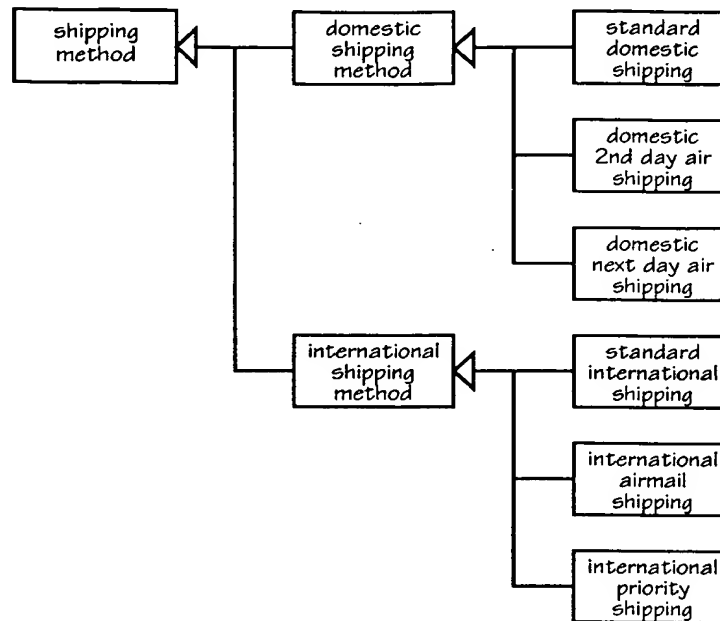 shipping
method
domestic
shipping
method
standard
domestic
shipping
domestic
2nd day air
shipping
domestic
next day air
shipping
international
shipping
method
standard
international
shipping
international
airmail
shipping
international
priority
shipping